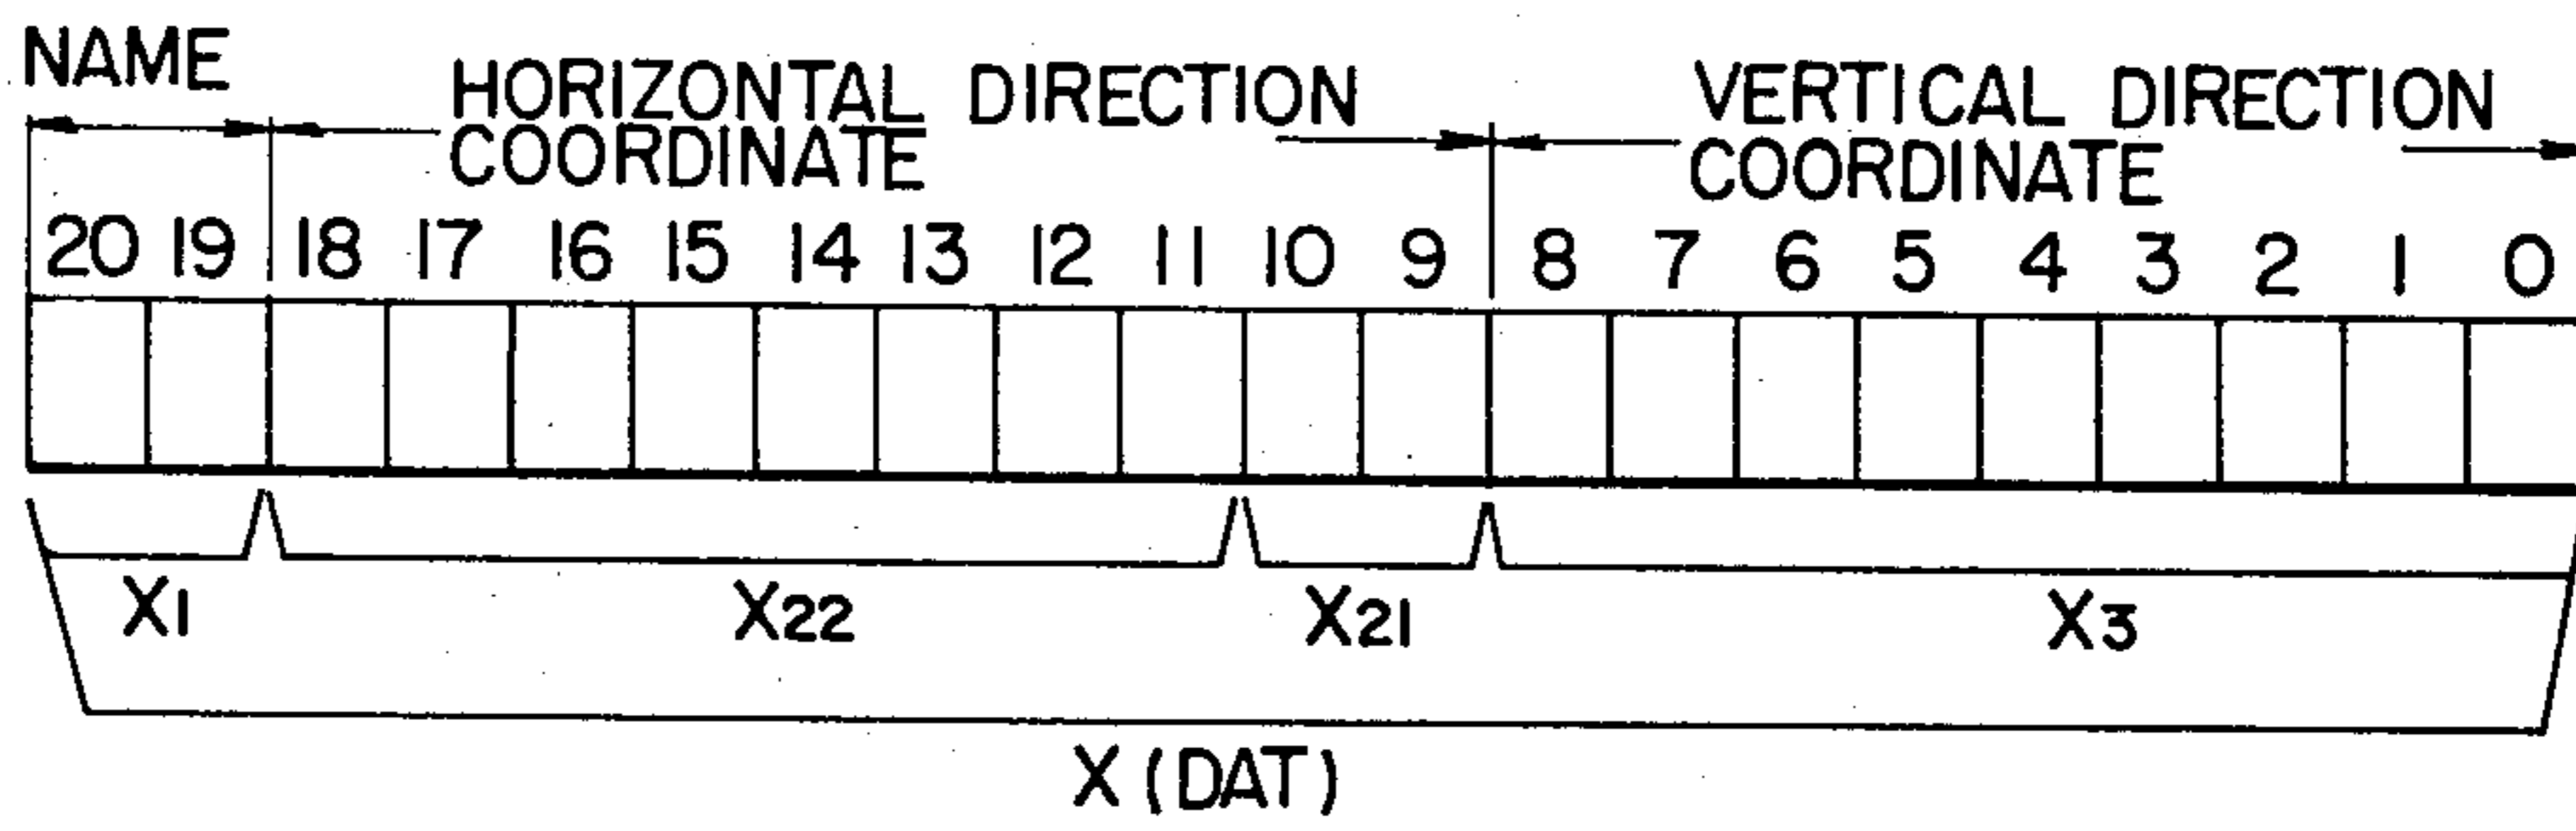 NAME
HORIZONTAL DIRECTION
COORDINATE
VERTICAL DIRECTION
COORDINATE
20 19 18 17 16 15 14 13 12 11 10 9 8 7 6 5 4 3 2 1 0
X1 X22 X21 X3
X (DAT)